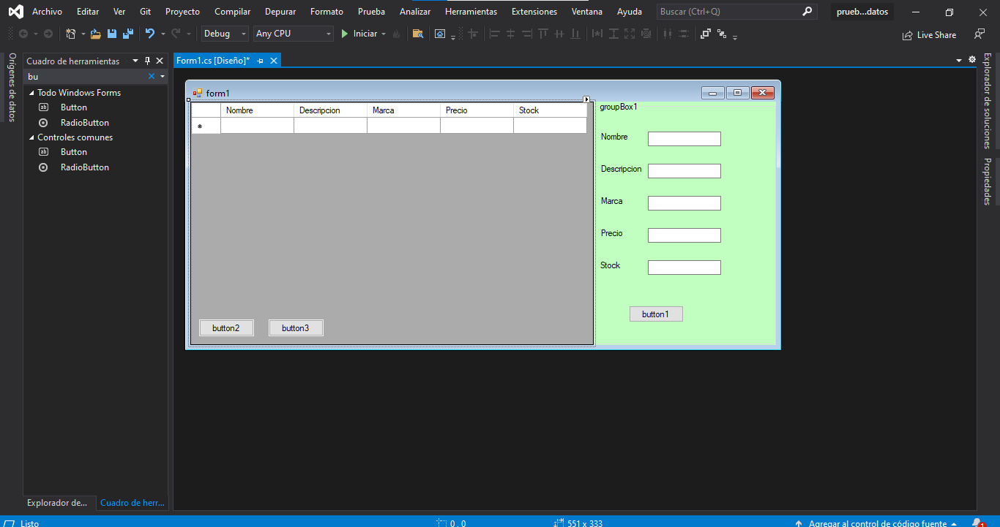 Archivo Editar Ver Git Proyecto Compilar Depurar Formato Prueba Analizar Herramientas Extensiones Ventana Ayuda Buscar (Ctrl+Q) prueb...datos
Debug Any CPU Iniciar Live Share
Orígenes de datos
Cuadro de herramientas
bu
Todo Windows Forms
Button
RadioButton
Controles comunes
Button
RadioButton
Explorador de... Cuadro de herr...
Form1.cs [Diseño]*
form1
Nombre Descripcion Marca Precio Stock
button2 button3
groupBox1
Nombre
Descripcion
Marca
Precio
Stock
button1
Explorador de soluciones
Propiedades
Listo 0 , 0 551 x 333 Agregar al control de código fuente 1